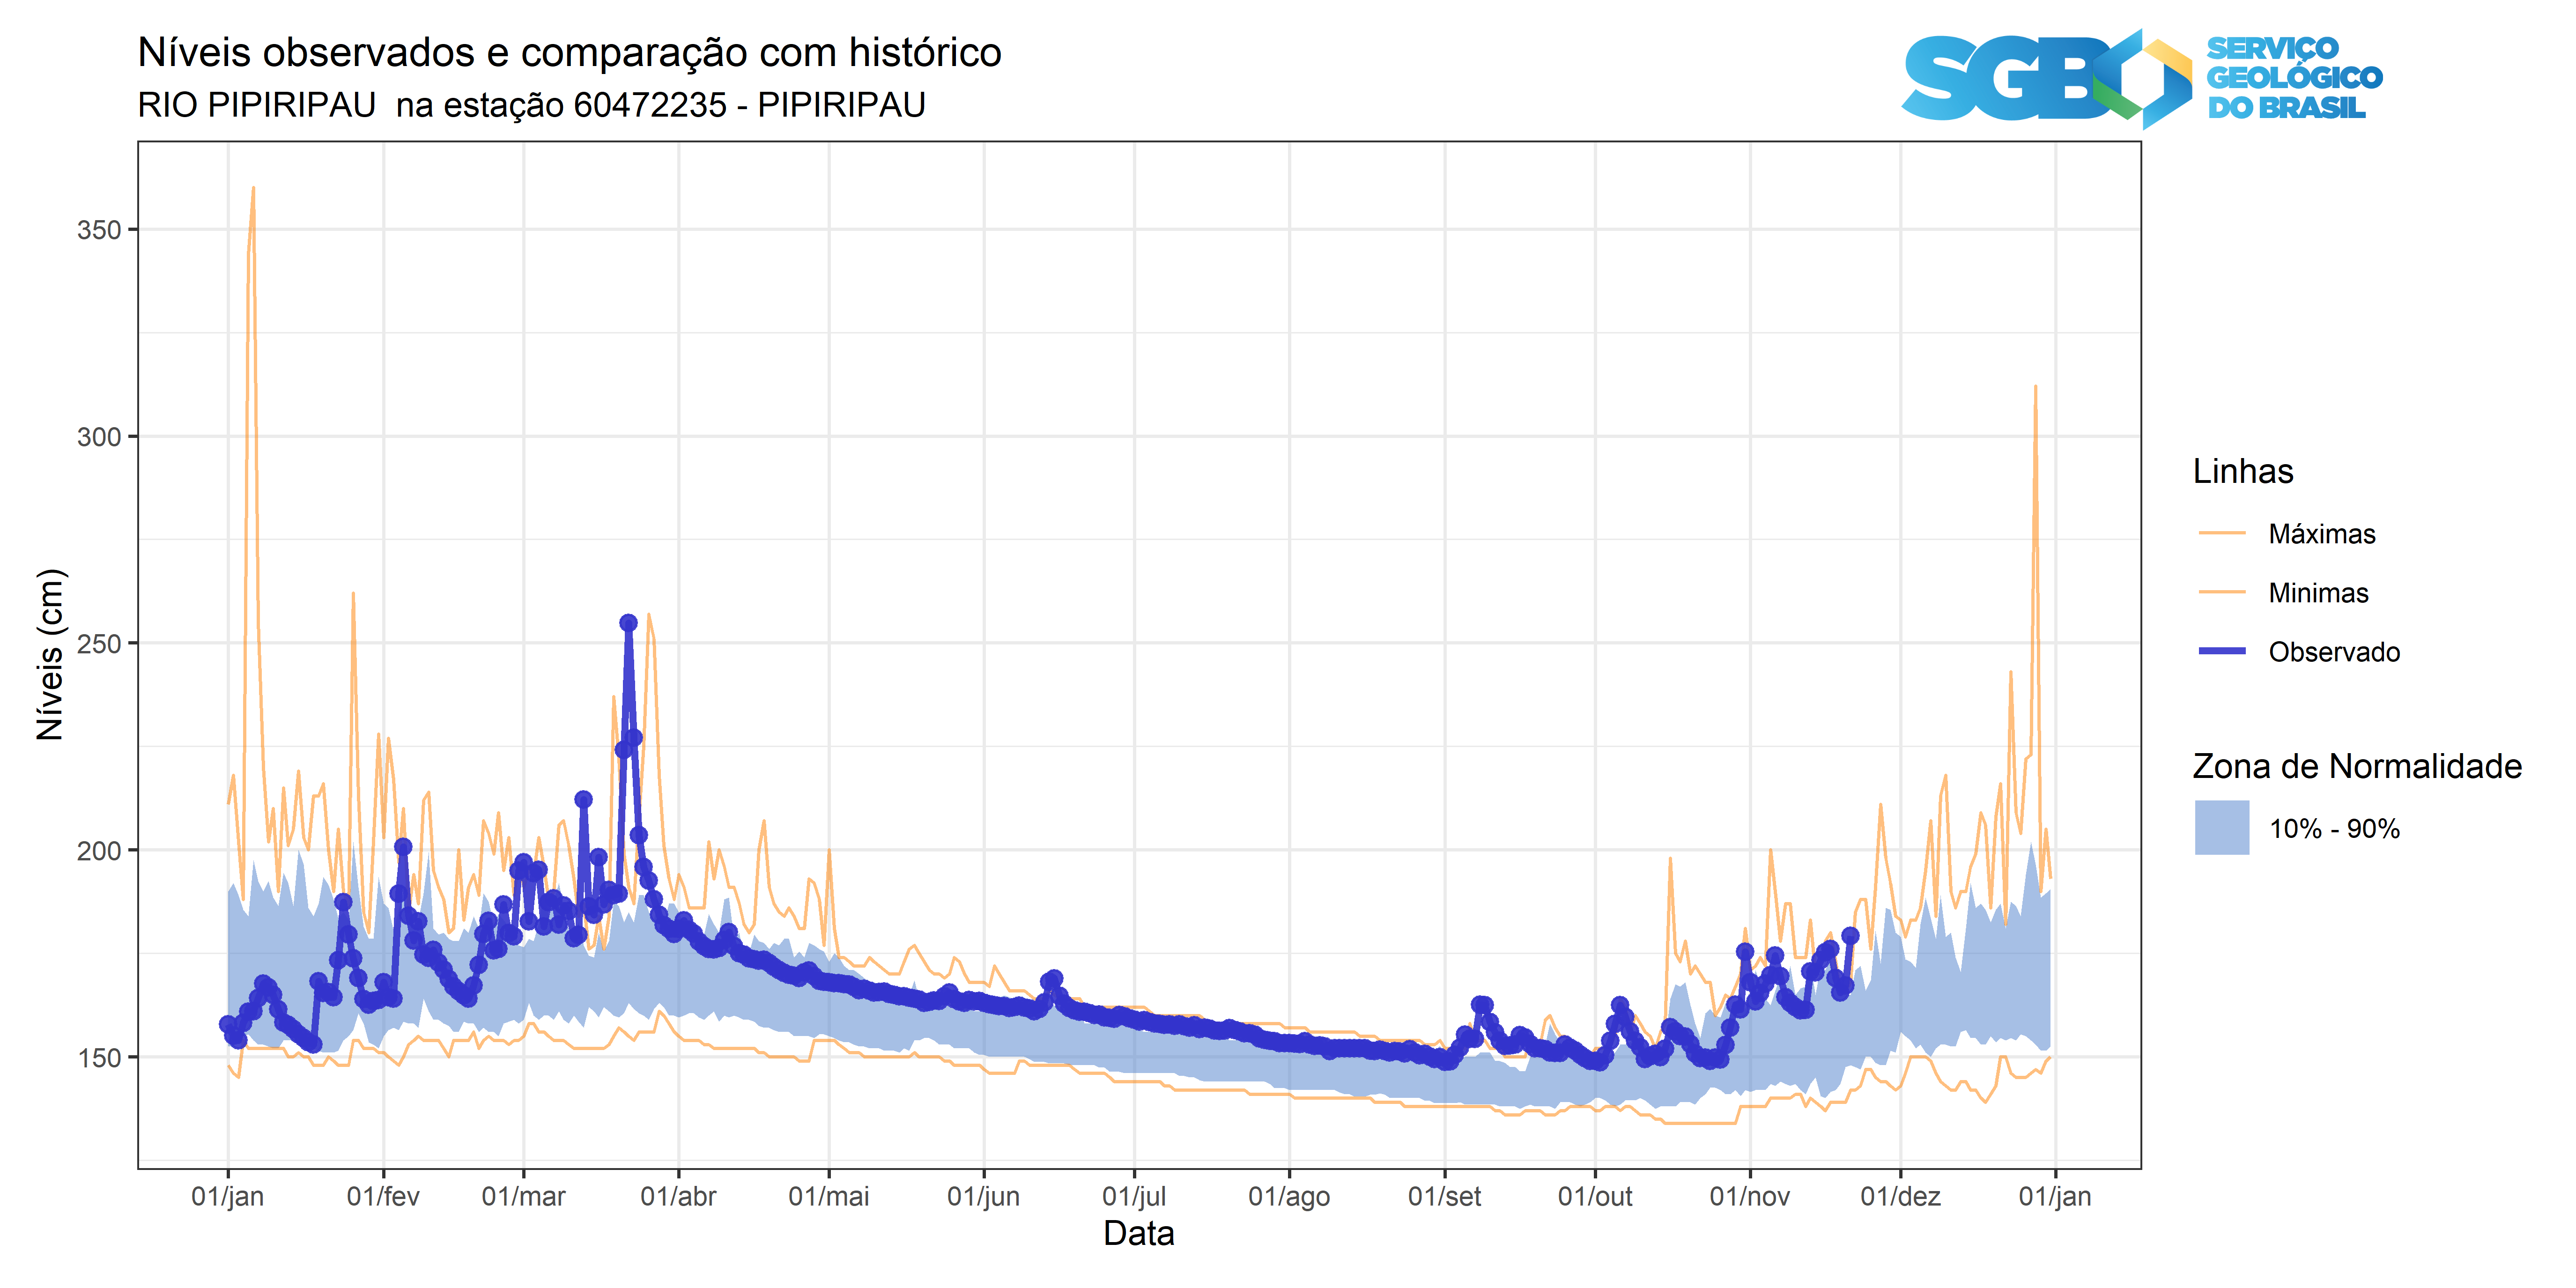 Níveis observados e comparação com histórico
RIO PIPIRIPAU  na estação 60472235 - PIPIRIPAU
SGB
SERVIÇO
GEOLÓGICO
DO BRASIL
Níveis (cm)
350
300
250
200
150
01/jan 01/fev 01/mar 01/abr 01/mai 01/jun 01/jul 01/ago 01/set 01/out 01/nov 01/dez 01/jan
Data
Linhas
Máximas
Minimas
Observado
Zona de Normalidade
10% - 90%